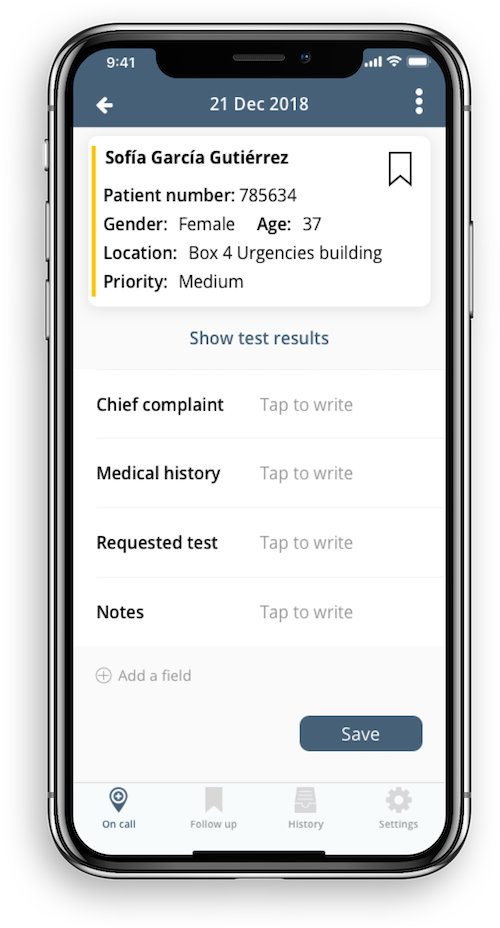 9:41
21 Dec 2018
Sofía García Gutiérrez
Patient number: 785634
Gender: Female Age: 37
Location: Box 4 Urgencies building
Priority: Medium
Show test results
Chief complaint Tap to write
Medical history Tap to write
Requested test Tap to write
Notes Tap to write
Add a field
Save
On call Follow up History Settings